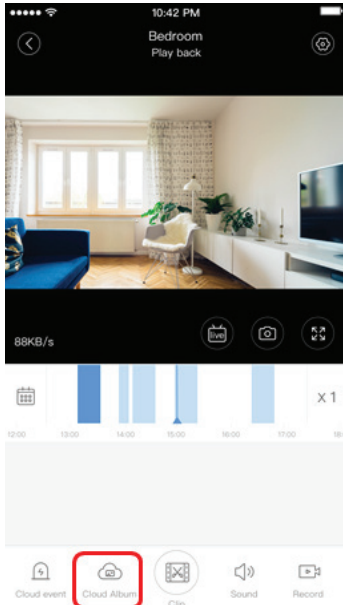 10:42 PM
Bedroom
Play back
88KB/s
live
X 1
12:00 13:00 14:00 15:00 16:00 17:00 18:
Cloud event Cloud Album Clip Sound Record